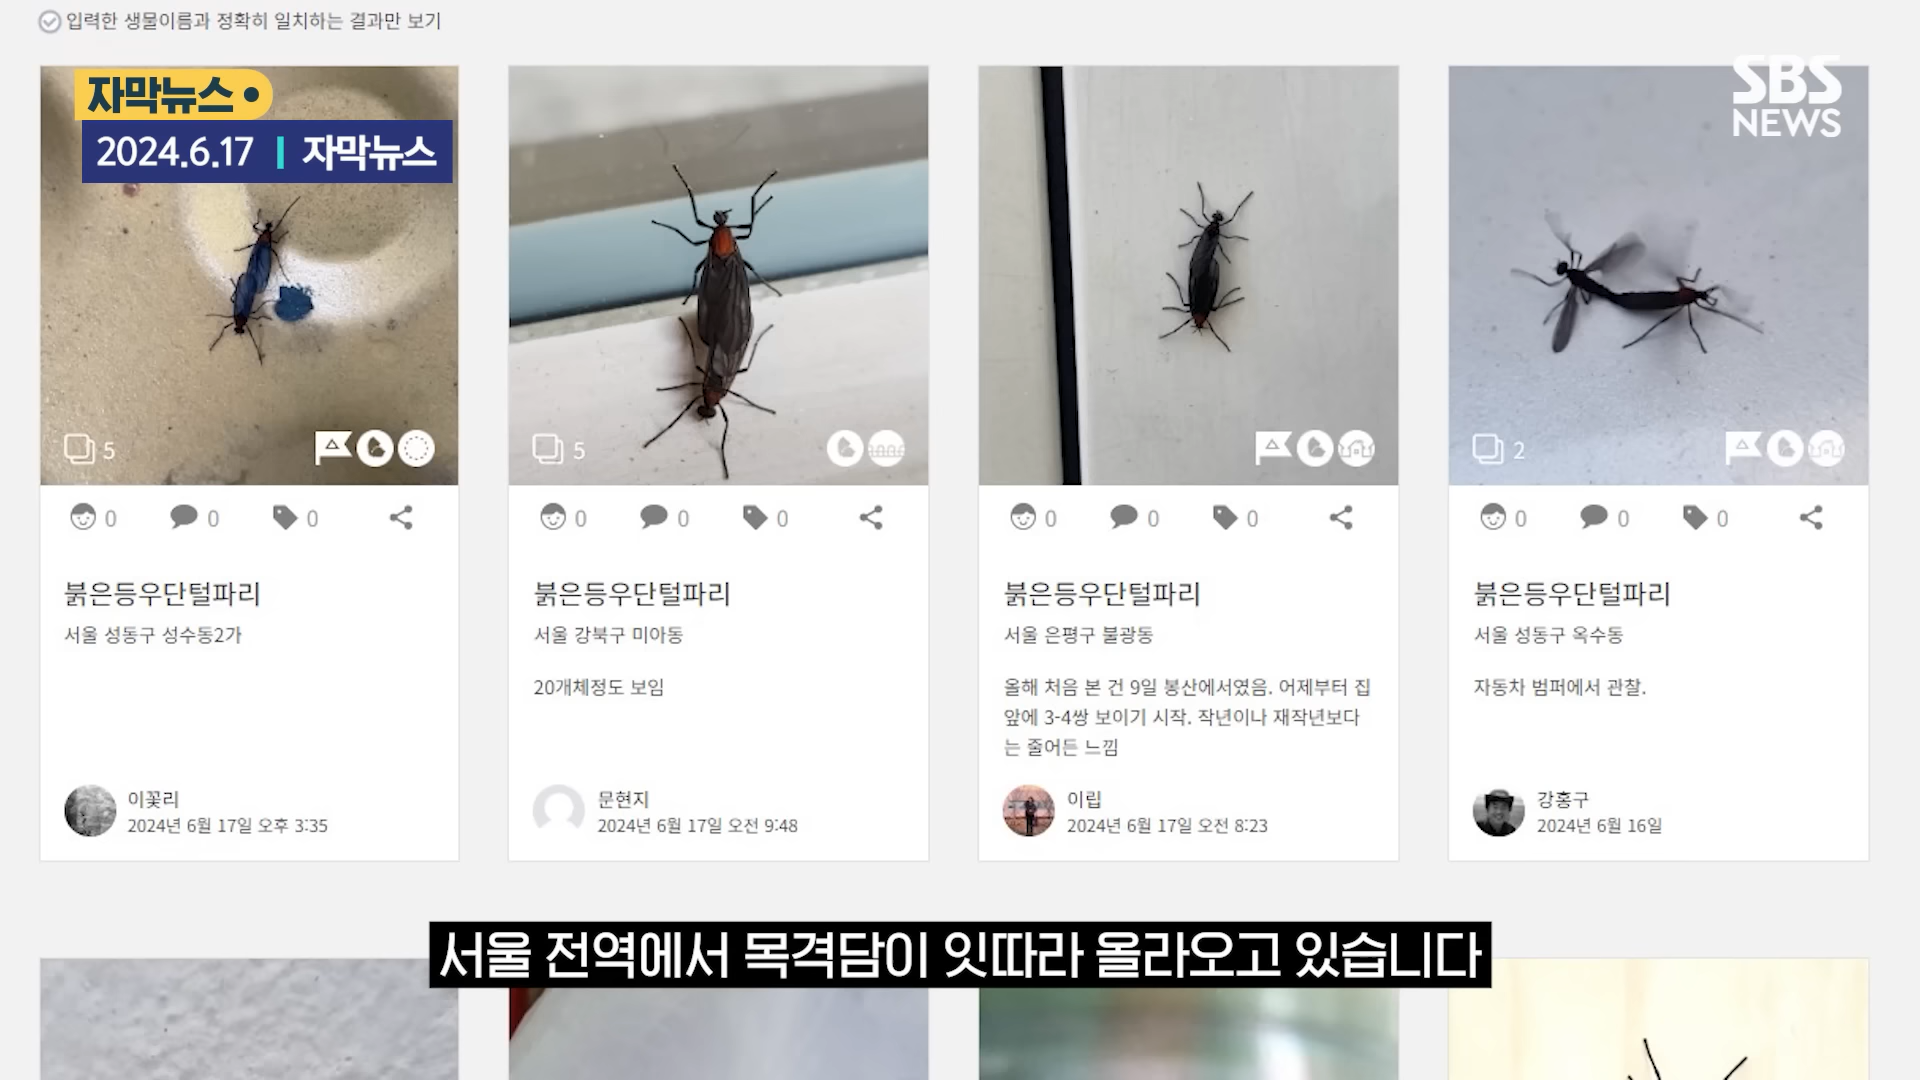 입력한 생물이름과 정확히 일치하는 결과만 보기
자막뉴스
2024.6.17 | 자막뉴스
SBS
NEWS
5
5
2
0 0 0
0 0 0
0 0 0
0 0 0
붉은등우단털파리
서울 성동구 성수동2가
이꽃리
2024년 6월 17일 오후 3:35
붉은등우단털파리
서울 강북구 미아동
20개체정도 보임
문현지
2024년 6월 17일 오전 9:48
붉은등우단털파리
서울 은평구 불광동
올해 처음 본 건 9일 봉산에서였음. 어제부터 집
앞에 3-4쌍 보이기 시작. 작년이나 재작년보다
는 줄어든 느낌
이립
2024년 6월 17일 오전 8:23
붉은등우단털파리
서울 성동구 옥수동
자동차 범퍼에서 관찰.
강홍구
2024년 6월 16일
서울 전역에서 목격담이 잇따라 올라오고 있습니다